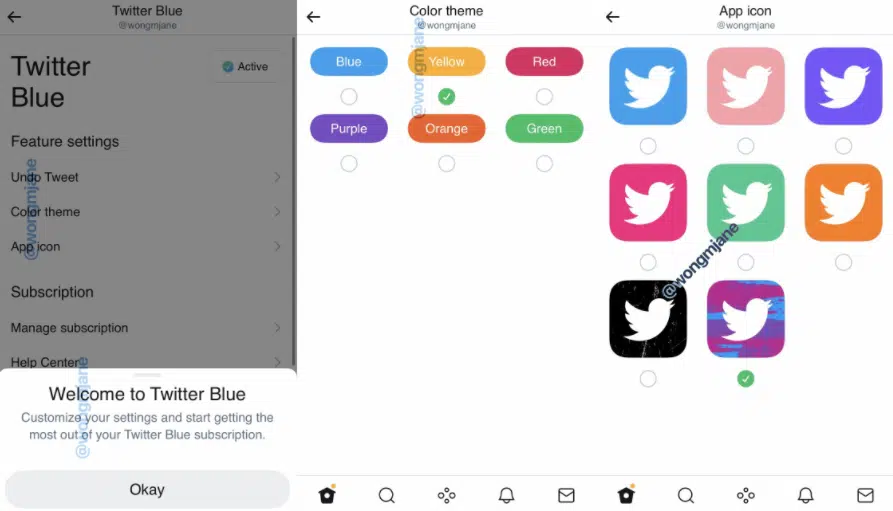 Twitter Blue
@wongmjane
Twitter
Blue
Active
Feature settings
Undo Tweet
Color theme
App icon
Subscription
Manage subscription
Help Center
Welcome to Twitter Blue
Customize your settings and start getting the
most out of your Twitter Blue subscription.
Okay
@wongmjane
@wongmjane
Color theme
@wongmjane
Blue
Yellow
Red
Purple
Orange
Green
@wongmjane
App icon
@wongmjane
@wongmjane